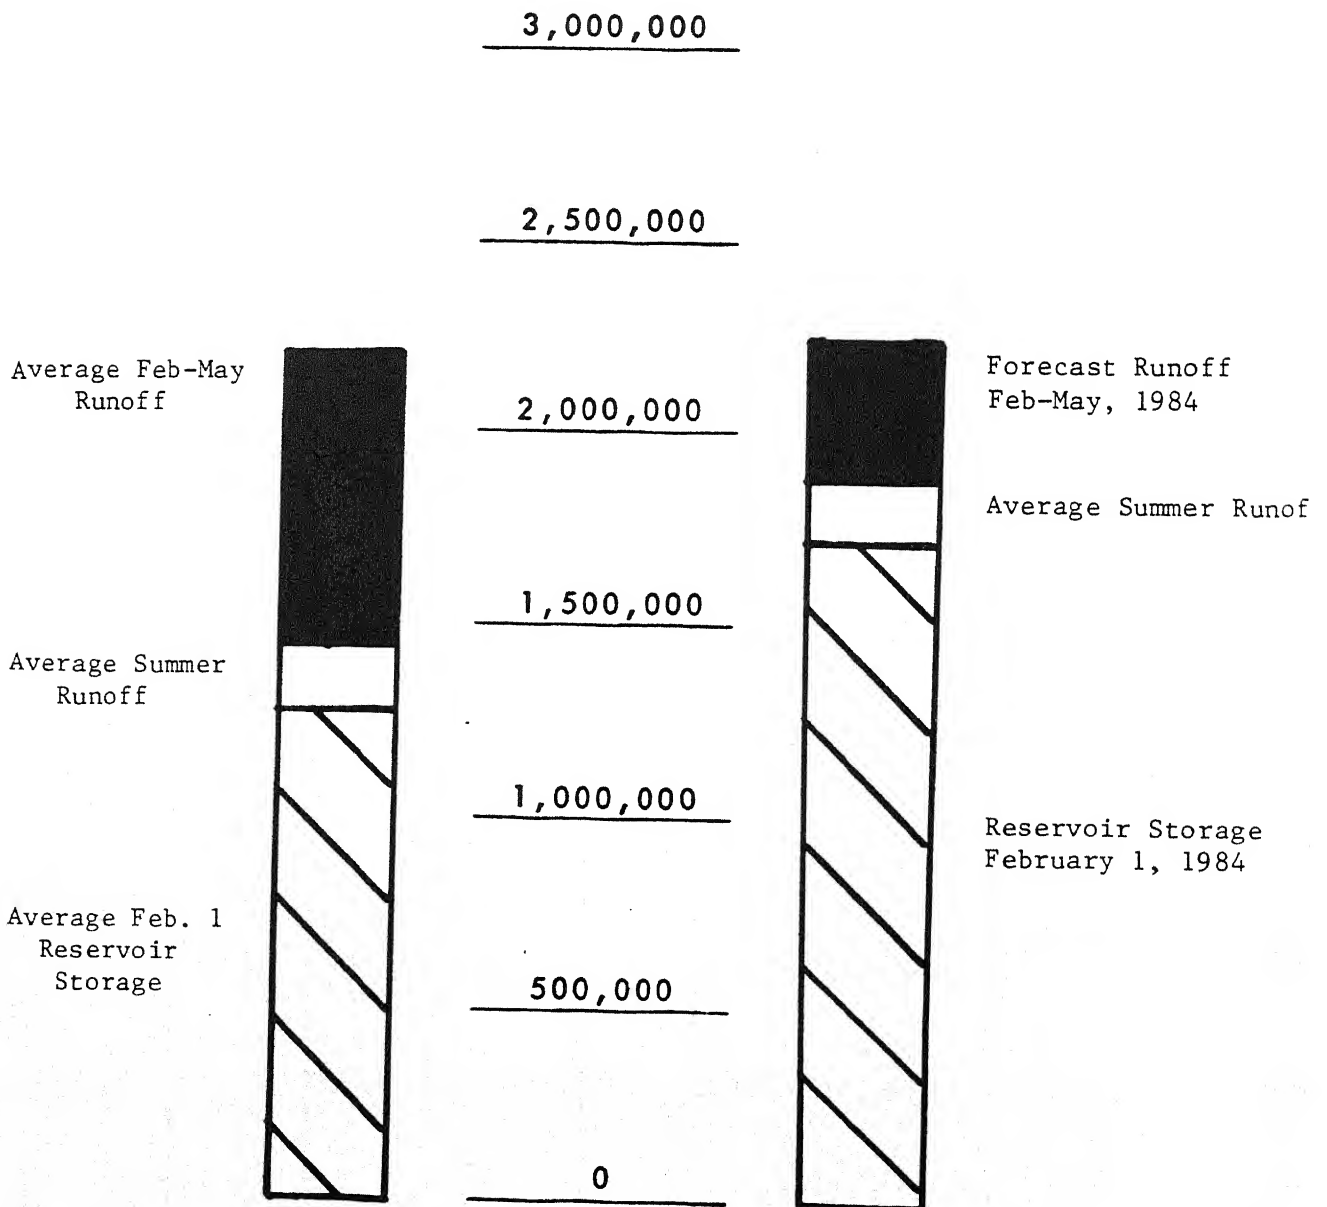 3,000,000
2,500,000
Average Feb-May
Runoff
2,000,000
Forecast Runoff
Feb-May, 1984
Average Summer Runof
1,500,000
Average Summer
Runoff
1,000,000
Reservoir Storage
February 1, 1984
Average Feb. 1
Reservoir
Storage
500,000
0